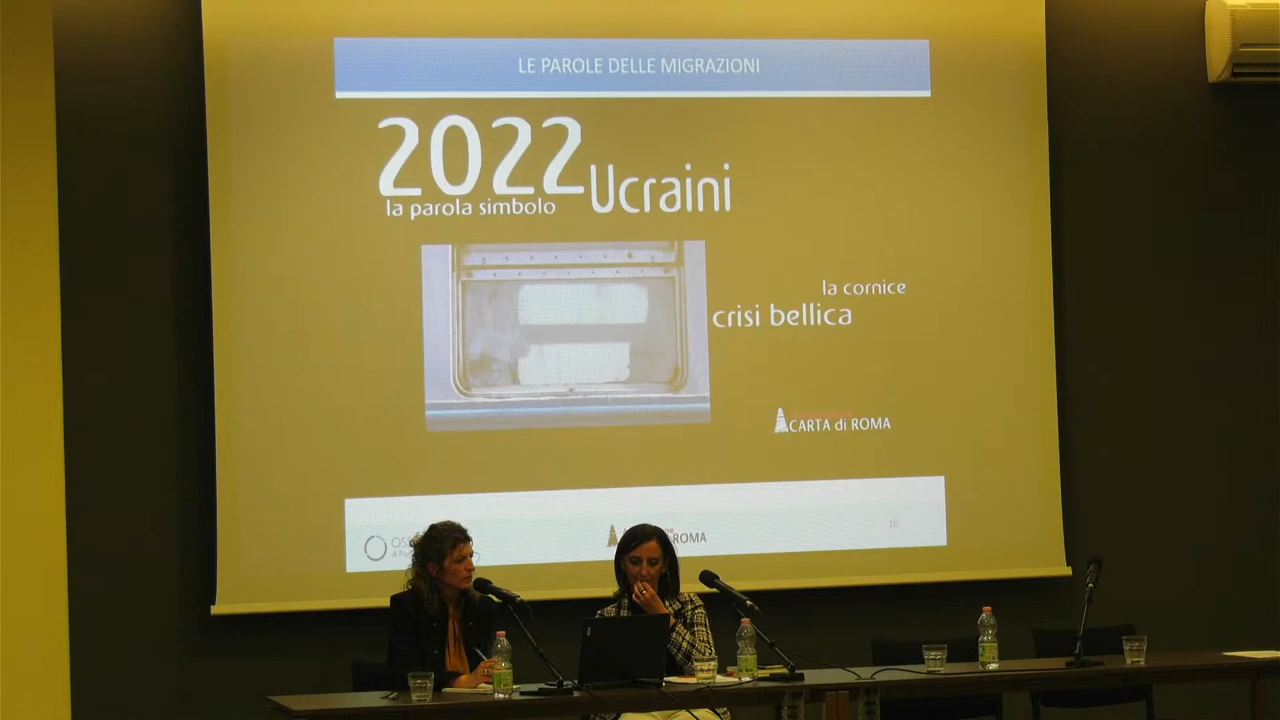 LE PAROLE DELLE MIGRAZIONI
2022 Ucraini
la parola simbolo
la cornice
crisi bellica
CARTA di ROMA
ROMA
16